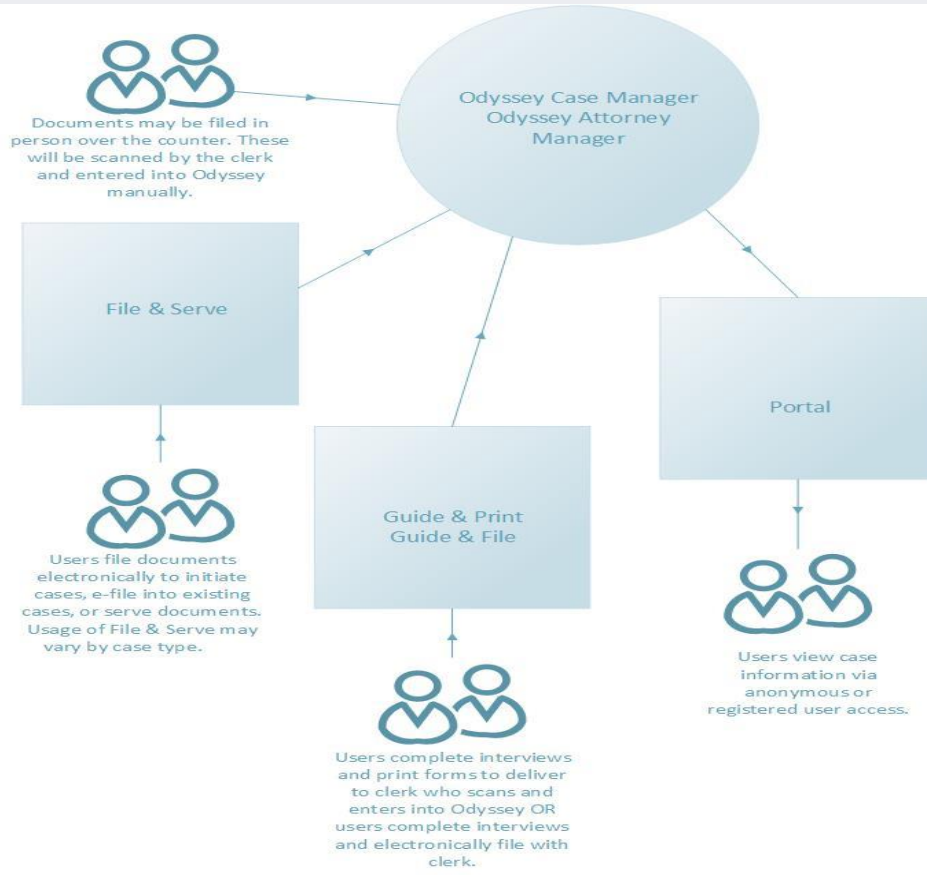 Odyssey Case Manager
Odyssey Attorney
Manager
Documents may be filed in
person over the counter. These
will be scanned by the clerk
and entered into Odyssey
manually.
File & Serve
Portal
Guide & Print
Guide & File
Users file documents
electronically to initiate
cases, e-file into existing
cases, or serve documents.
Usage of File & Serve may
vary by case type.
Users view case
information via
anonymous or
registered user access.
Users complete interviews
and print forms to deliver
to clerk who scans and
enters into Odyssey OR
users complete interviews
and electronically file with
clerk.